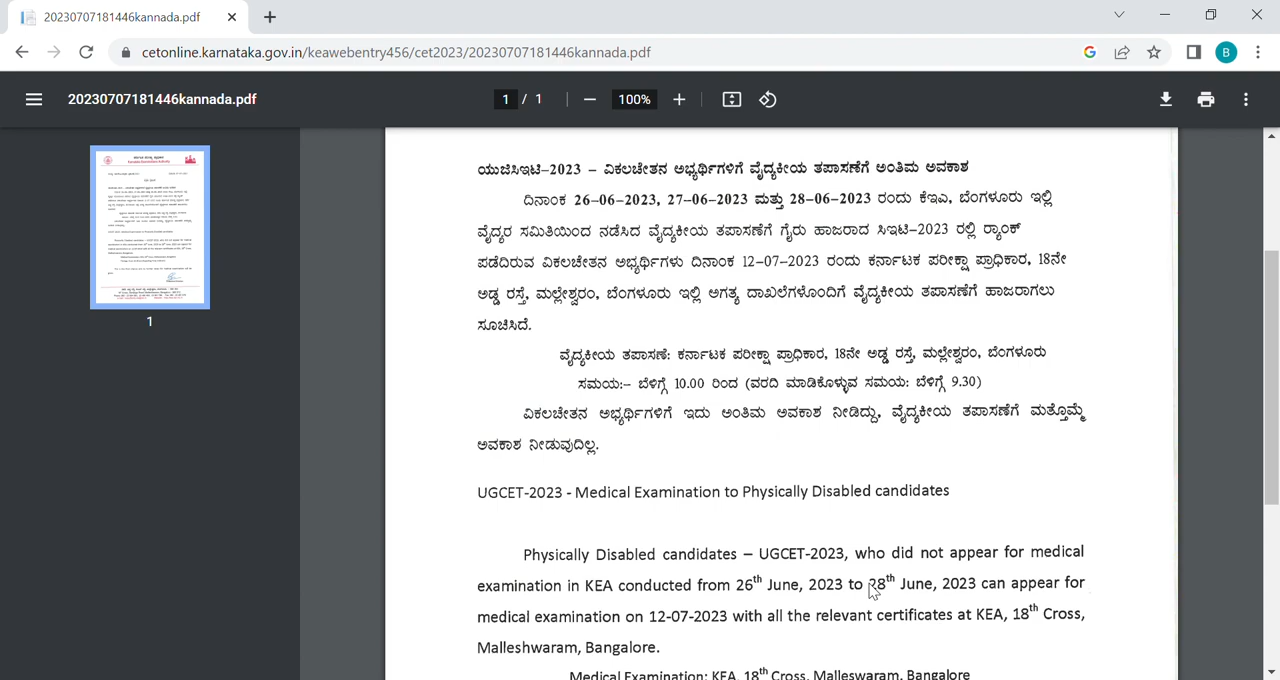 20230707181446kannada.pdf
cetonline.karnataka.gov.in/keawebentry456/cet2023/20230707181446kannada.pdf
B
20230707181446kannada.pdf
1 / 1
100%
1
ಯುಜಿಸಿಇಟಿ–2023 – ವಿಕಲಚೇತನ ಅಭ್ಯರ್ಥಿಗಳಿಗೆ ವೈದ್ಯಕೀಯ ತಪಾಸಣೆಗೆ ಅಂತಿಮ ಅವಕಾಶ
ದಿನಾಂಕ 26-06-2023, 27-06-2023 ಮತ್ತು 28-06-2023 ರಂದು ಕೆಇಎ, ಬೆಂಗಳೂರು ಇಲ್ಲಿ
ವೈದ್ಯರ ಸಮಿತಿಯಿಂದ ನಡೆಸಿದ ವೈದ್ಯಕೀಯ ತಪಾಸಣೆಗೆ ಗೈರು ಹಾಜರಾದ ಸಿಇಟಿ–2023 ರಲ್ಲಿ ರ‍್ಯಾಂಕ್
ಪಡೆದಿರುವ ವಿಕಲಚೇತನ ಅಭ್ಯರ್ಥಿಗಳು ದಿನಾಂಕ 12–07–2023 ರಂದು ಕರ್ನಾಟಕ ಪರೀಕ್ಷಾ ಪ್ರಾಧಿಕಾರ, 18ನೇ
ಅಡ್ಡ ರಸ್ತೆ, ಮಲ್ಲೇಶ್ವರಂ, ಬೆಂಗಳೂರು ಇಲ್ಲಿ ಅಗತ್ಯ ದಾಖಲೆಗಳೊಂದಿಗೆ ವೈದ್ಯಕೀಯ ತಪಾಸಣೆಗೆ ಹಾಜರಾಗಲು
ಸೂಚಿಸಿದೆ.
ವೈದ್ಯಕೀಯ ತಪಾಸಣೆ: ಕರ್ನಾಟಕ ಪರೀಕ್ಷಾ ಪ್ರಾಧಿಕಾರ, 18ನೇ ಅಡ್ಡ ರಸ್ತೆ, ಮಲ್ಲೇಶ್ವರಂ, ಬೆಂಗಳೂರು
ಸಮಯ:– ಬೆಳಿಗ್ಗೆ 10.00 ರಿಂದ (ವರದಿ ಮಾಡಿಕೊಳ್ಳುವ ಸಮಯ: ಬೆಳಿಗ್ಗೆ 9.30)
ವಿಕಲಚೇತನ ಅಭ್ಯರ್ಥಿಗಳಿಗೆ ಇದು ಅಂತಿಮ ಅವಕಾಶ ನೀಡಿದ್ದು, ವೈದ್ಯಕೀಯ ತಪಾಸಣೆಗೆ ಮತ್ತೊಮ್ಮೆ
ಅವಕಾಶ ನೀಡುವುದಿಲ್ಲ.
UGCET-2023 - Medical Examination to Physically Disabled candidates
Physically Disabled candidates – UGCET-2023, who did not appear for medical
examination in KEA conducted from 26th June, 2023 to 28th June, 2023 can appear for
medical examination on 12-07-2023 with all the relevant certificates at KEA, 18th Cross,
Malleshwaram, Bangalore.
Medical Examination: KEA, 18th Cross, Malleswaram, Bangalore